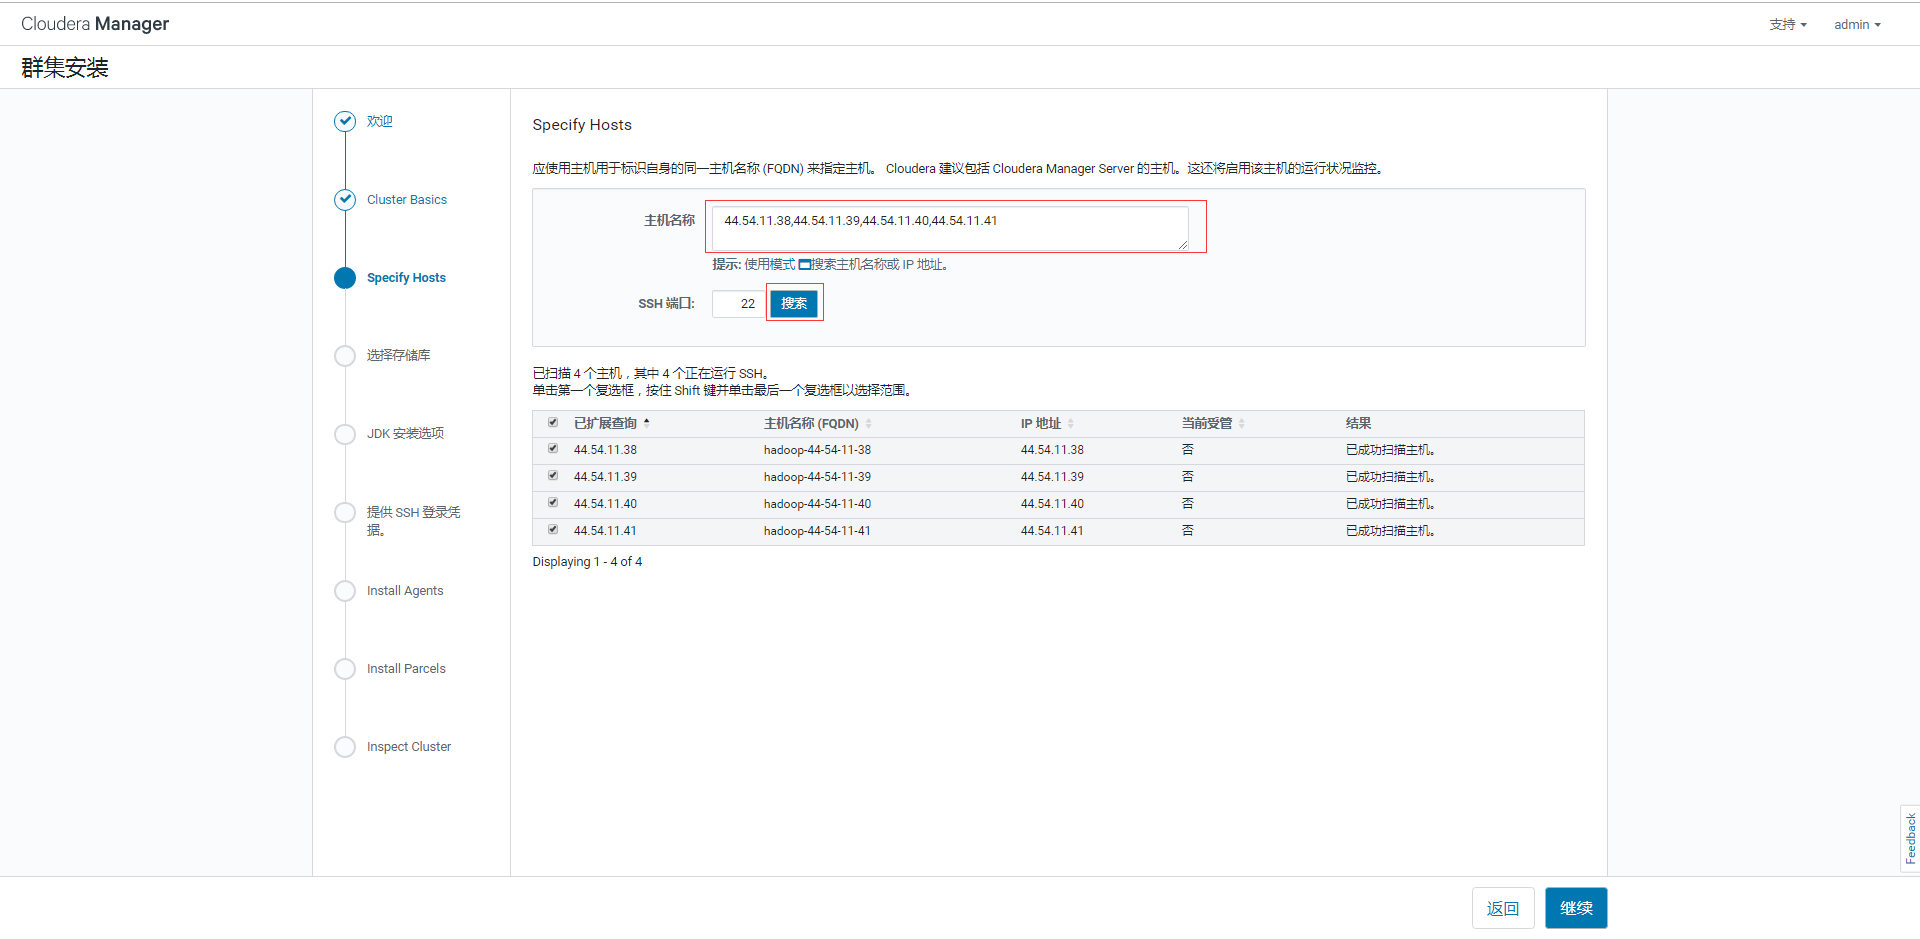 Cloudera Manager
支持
admin
群集安装
欢迎
Cluster Basics
Specify Hosts
选择存储库
JDK 安装选项
提供 SSH 登录凭
据。
Install Agents
Install Parcels
Inspect Cluster
Specify Hosts
应使用主机用于标识自身的同一主机名称 (FQDN) 来指定主机。 Cloudera 建议包括 Cloudera Manager Server 的主机。这还将启用该主机的运行状况监控。
主机名称
44.54.11.38,44.54.11.39,44.54.11.40,44.54.11.41
提示: 使用模式 搜索主机名称或 IP 地址。
SSH 端口: 22 搜索
已扫描 4 个主机，其中 4 个正在运行 SSH。
单击第一个复选框，按住 Shift 键并单击最后一个复选框以选择范围。
已扩展查询 主机名称 (FQDN) IP 地址 当前受管 结果
44.54.11.38 hadoop-44-54-11-38 44.54.11.38 否 已成功扫描主机。
44.54.11.39 hadoop-44-54-11-39 44.54.11.39 否 已成功扫描主机。
44.54.11.40 hadoop-44-54-11-40 44.54.11.40 否 已成功扫描主机。
44.54.11.41 hadoop-44-54-11-41 44.54.11.41 否 已成功扫描主机。
Displaying 1 - 4 of 4
Feedback
返回
继续